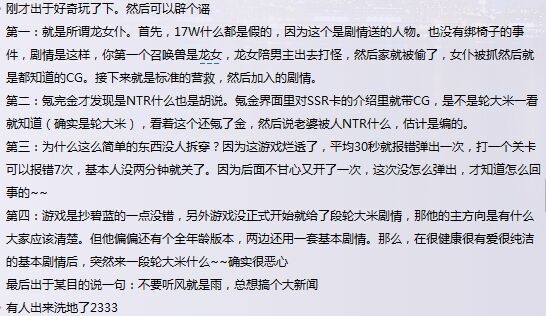 刚才出于好奇玩了下。然后可以辟个谣
第一：就是所谓龙女仆。首先，17W什么都是假的，因为这个是剧情送的人物。也没有绑椅子的事
件，剧情是这样，你第一个召唤兽是龙女，龙女陪男主出去打怪，然后家就被偷了，女仆被抓然后就
是都知道的CG。接下来就是标准的营救，然后加入的剧情。
第二：氪完金才发现是NTR什么也是胡说。氪金界面里对SSR卡的介绍里就带CG，是不是轮大米一看
就知道（确实是轮大米），看着这个还氪了金，然后说老婆被人NTR什么，估计是编的。
第三：为什么这么简单的东西没人拆穿？因为这游戏烂透了，平均30秒就报错弹出一次，打一个关卡
可以报错7次，基本人没两分钟就关了。因为后面不甘心又开了一次，这次没怎么弹出，才知道怎么回
事的~~
第四：游戏是抄碧蓝的一点没错，另外游戏没正式开始就给了段轮大米剧情，那他的主方向是有什么
大家应该清楚。但他偏偏还有个全年龄版本，两边还用一套基本剧情。那么，在很健康很有爱很纯洁
的基本剧情后，突然来一段轮大米什么~~确实很恶心
最后出于某目的说一句：不要听风就是雨，总想搞个大新闻
有人出来洗地了2333